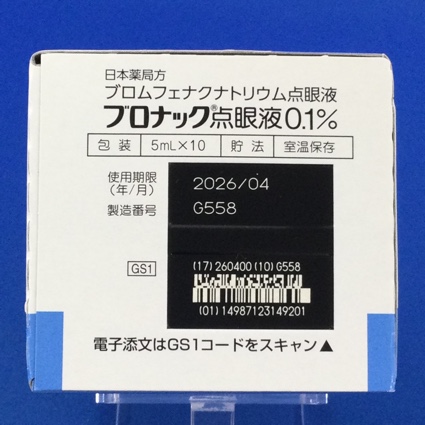 日本薬局方
ブロムフェナクナトリウム点眼液
ブロナック®点眼液0.1%
包装 5mL×10 貯法 室温保存
使用期限 2026/04
(年/月)
製造番号 G558
GS1 (17)260400(10)G558
(01)14987123149201
電子添文はGS1コードをスキャン▲